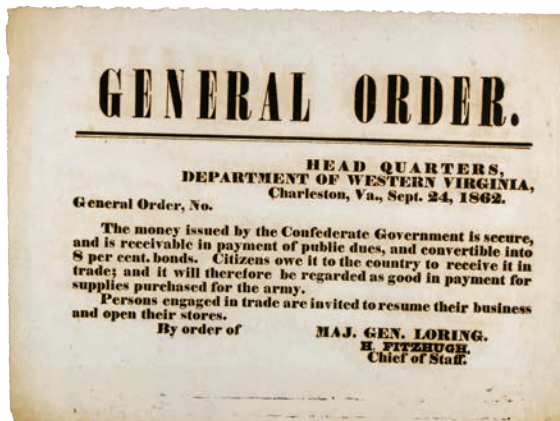 GENERAL ORDER.
HEAD QUARTERS,
DEPARTMENT OF WESTERN VIRGINIA,
Charleston, Va., Sept. 24, 1862.
General Order, No.
The money issued by the Confederate Government is secure,
and is receivable in payment of public dues, and convertible into
8 per cent. bonds. Citizens owe it to the country to receive it in
trade; and it will therefore be regarded as good in payment for
supplies purchased for the army.
Persons engaged in trade are invited to resume their business
and open their stores.
By order of MAJ. GEN. LORING.
H. FITZHUGH,
Chief of Staff.